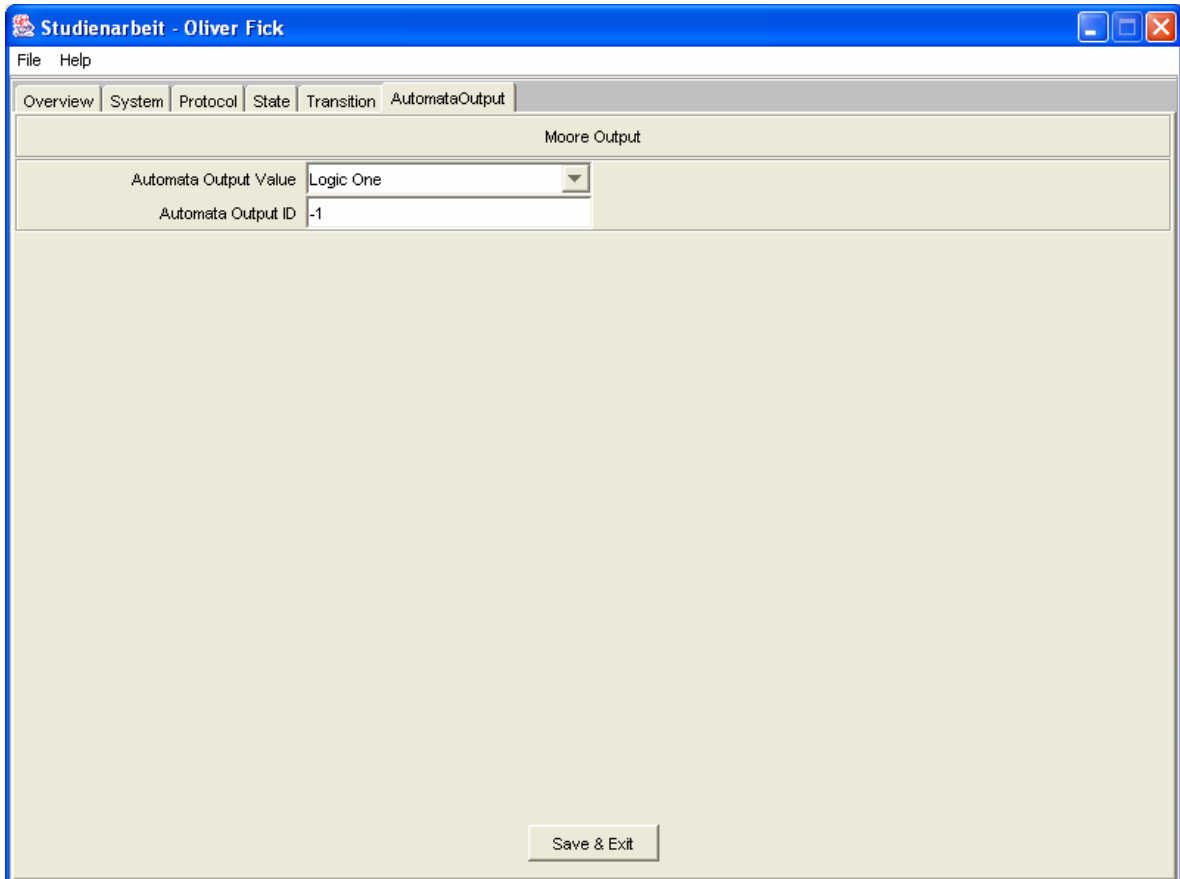 Studienarbeit - Oliver Fick
File Help
Overview System Protocol State Transition AutomataOutput
Moore Output
Automata Output Value Logic One
Automata Output ID -1
Save & Exit